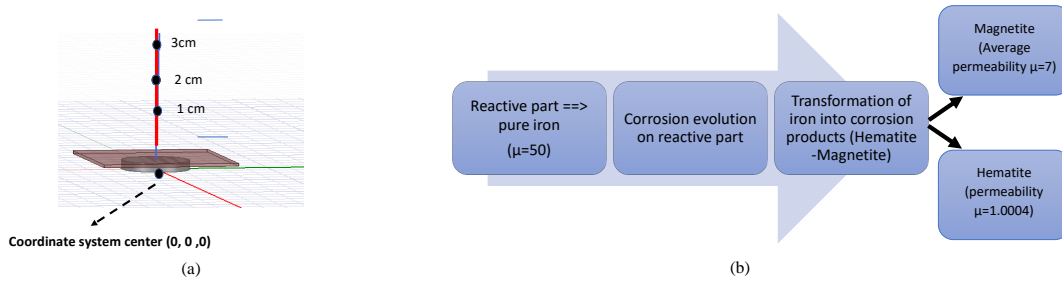 3cm
2 cm
1 cm
Coordinate system center (0, 0 ,0)
(a)
Reactive part ==>
pure iron
(μ=50)
Corrosion evolution
on reactive part
Transformation of
iron into corrosion
products (Hematite
-Magnetite)
Magnetite
(Average
permeability μ=7)
Hematite
(permeability
μ=1.0004)
(b)